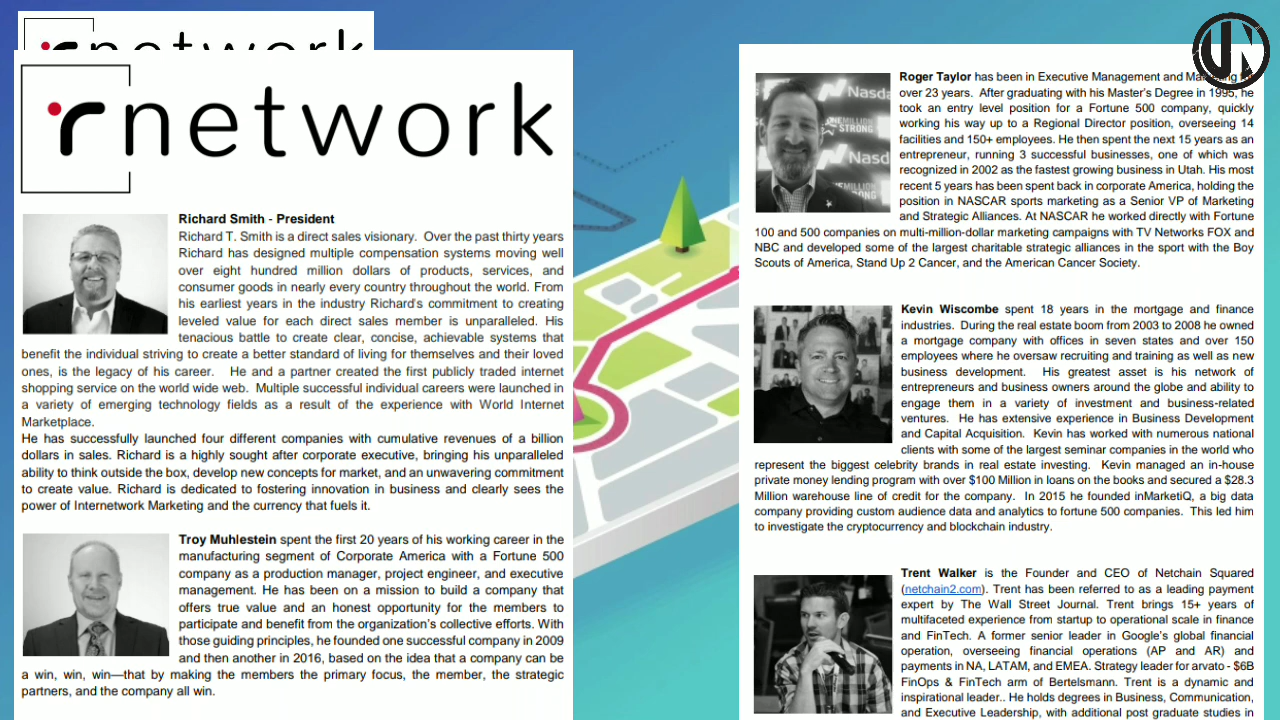 rnetwork
rnetwork
Richard Smith - President
Richard T. Smith is a direct sales visionary. Over the past thirty years
Richard has designed multiple compensation systems moving well
over eight hundred million dollars of products, services, and
consumer goods in nearly every country throughout the world. From
his earliest years in the industry Richard's commitment to creating
leveled value for each direct sales member is unparalleled. His
tenacious battle to create clear, concise, achievable systems that
benefit the individual striving to create a better standard of living for themselves and their loved
ones, is the legacy of his career. He and a partner created the first publicly traded internet
shopping service on the world wide web. Multiple successful individual careers were launched in
a variety of emerging technology fields as a result of the experience with World Internet
Marketplace.
He has successfully launched four different companies with cumulative revenues of a billion
dollars in sales. Richard is a highly sought after corporate executive, bringing his unparalleled
ability to think outside the box, develop new concepts for market, and an unwavering commitment
to create value. Richard is dedicated to fostering innovation in business and clearly sees the
power of Internetwork Marketing and the currency that fuels it.
Troy Muhlestein spent the first 20 years of his working career in the
manufacturing segment of Corporate America with a Fortune 500
company as a production manager, project engineer, and executive
management. He has been on a mission to build a company that
offers true value and an honest opportunity for the members to
participate and benefit from the organization's collective efforts. With
those guiding principles, he founded one successful company in 2009
and then another in 2016, based on the idea that a company can be
a win, win, win—that by making the members the primary focus, the member, the strategic
partners, and the company all win.
UN
Nasda
ONE MILLION
STRONG
Nasd
Roger Taylor has been in Executive Management and Marketing for
over 23 years. After graduating with his Master's Degree in 1995, he
took an entry level position for a Fortune 500 company, quickly
working his way up to a Regional Director position, overseeing 14
facilities and 150+ employees. He then spent the next 15 years as an
entrepreneur, running 3 successful businesses, one of which was
recognized in 2002 as the fastest growing business in Utah. His most
recent 5 years has been spent back in corporate America, holding the
position in NASCAR sports marketing as a Senior VP of Marketing
and Strategic Alliances. At NASCAR he worked directly with Fortune
100 and 500 companies on multi-million-dollar marketing campaigns with TV Networks FOX and
NBC and developed some of the largest charitable strategic alliances in the sport with the Boy
Scouts of America, Stand Up 2 Cancer, and the American Cancer Society.
Kevin Wiscombe spent 18 years in the mortgage and finance
industries. During the real estate boom from 2003 to 2008 he owned
a mortgage company with offices in seven states and over 150
employees where he oversaw recruiting and training as well as new
business development. His greatest asset is his network of
entrepreneurs and business owners around the globe and ability to
engage them in a variety of investment and business-related
ventures. He has extensive experience in Business Development
and Capital Acquisition. Kevin has worked with numerous national
clients with some of the largest seminar companies in the world who
represent the biggest celebrity brands in real estate investing. Kevin managed an in-house
private money lending program with over $100 Million in loans on the books and secured a $28.3
Million warehouse line of credit for the company. In 2015 he founded inMarketiQ, a big data
company providing custom audience data and analytics to fortune 500 companies. This led him
to investigate the cryptocurrency and blockchain industry.
Trent Walker is the Founder and CEO of Netchain Squared
(netchain2.com). Trent has been referred to as a leading payment
expert by The Wall Street Journal. Trent brings 15+ years of
multifaceted experience from startup to operational scale in finance
and FinTech. A former senior leader in Google's global financial
operation, overseeing financial operations (AP and AR) and
payments in NA, LATAM, and EMEA. Strategy leader for arvato - $6B
FinOps & FinTech arm of Bertelsmann. Trent is a dynamic and
inspirational leader.. He holds degrees in Business, Communication,
and Executive Leadership, with additional post graduate studies in